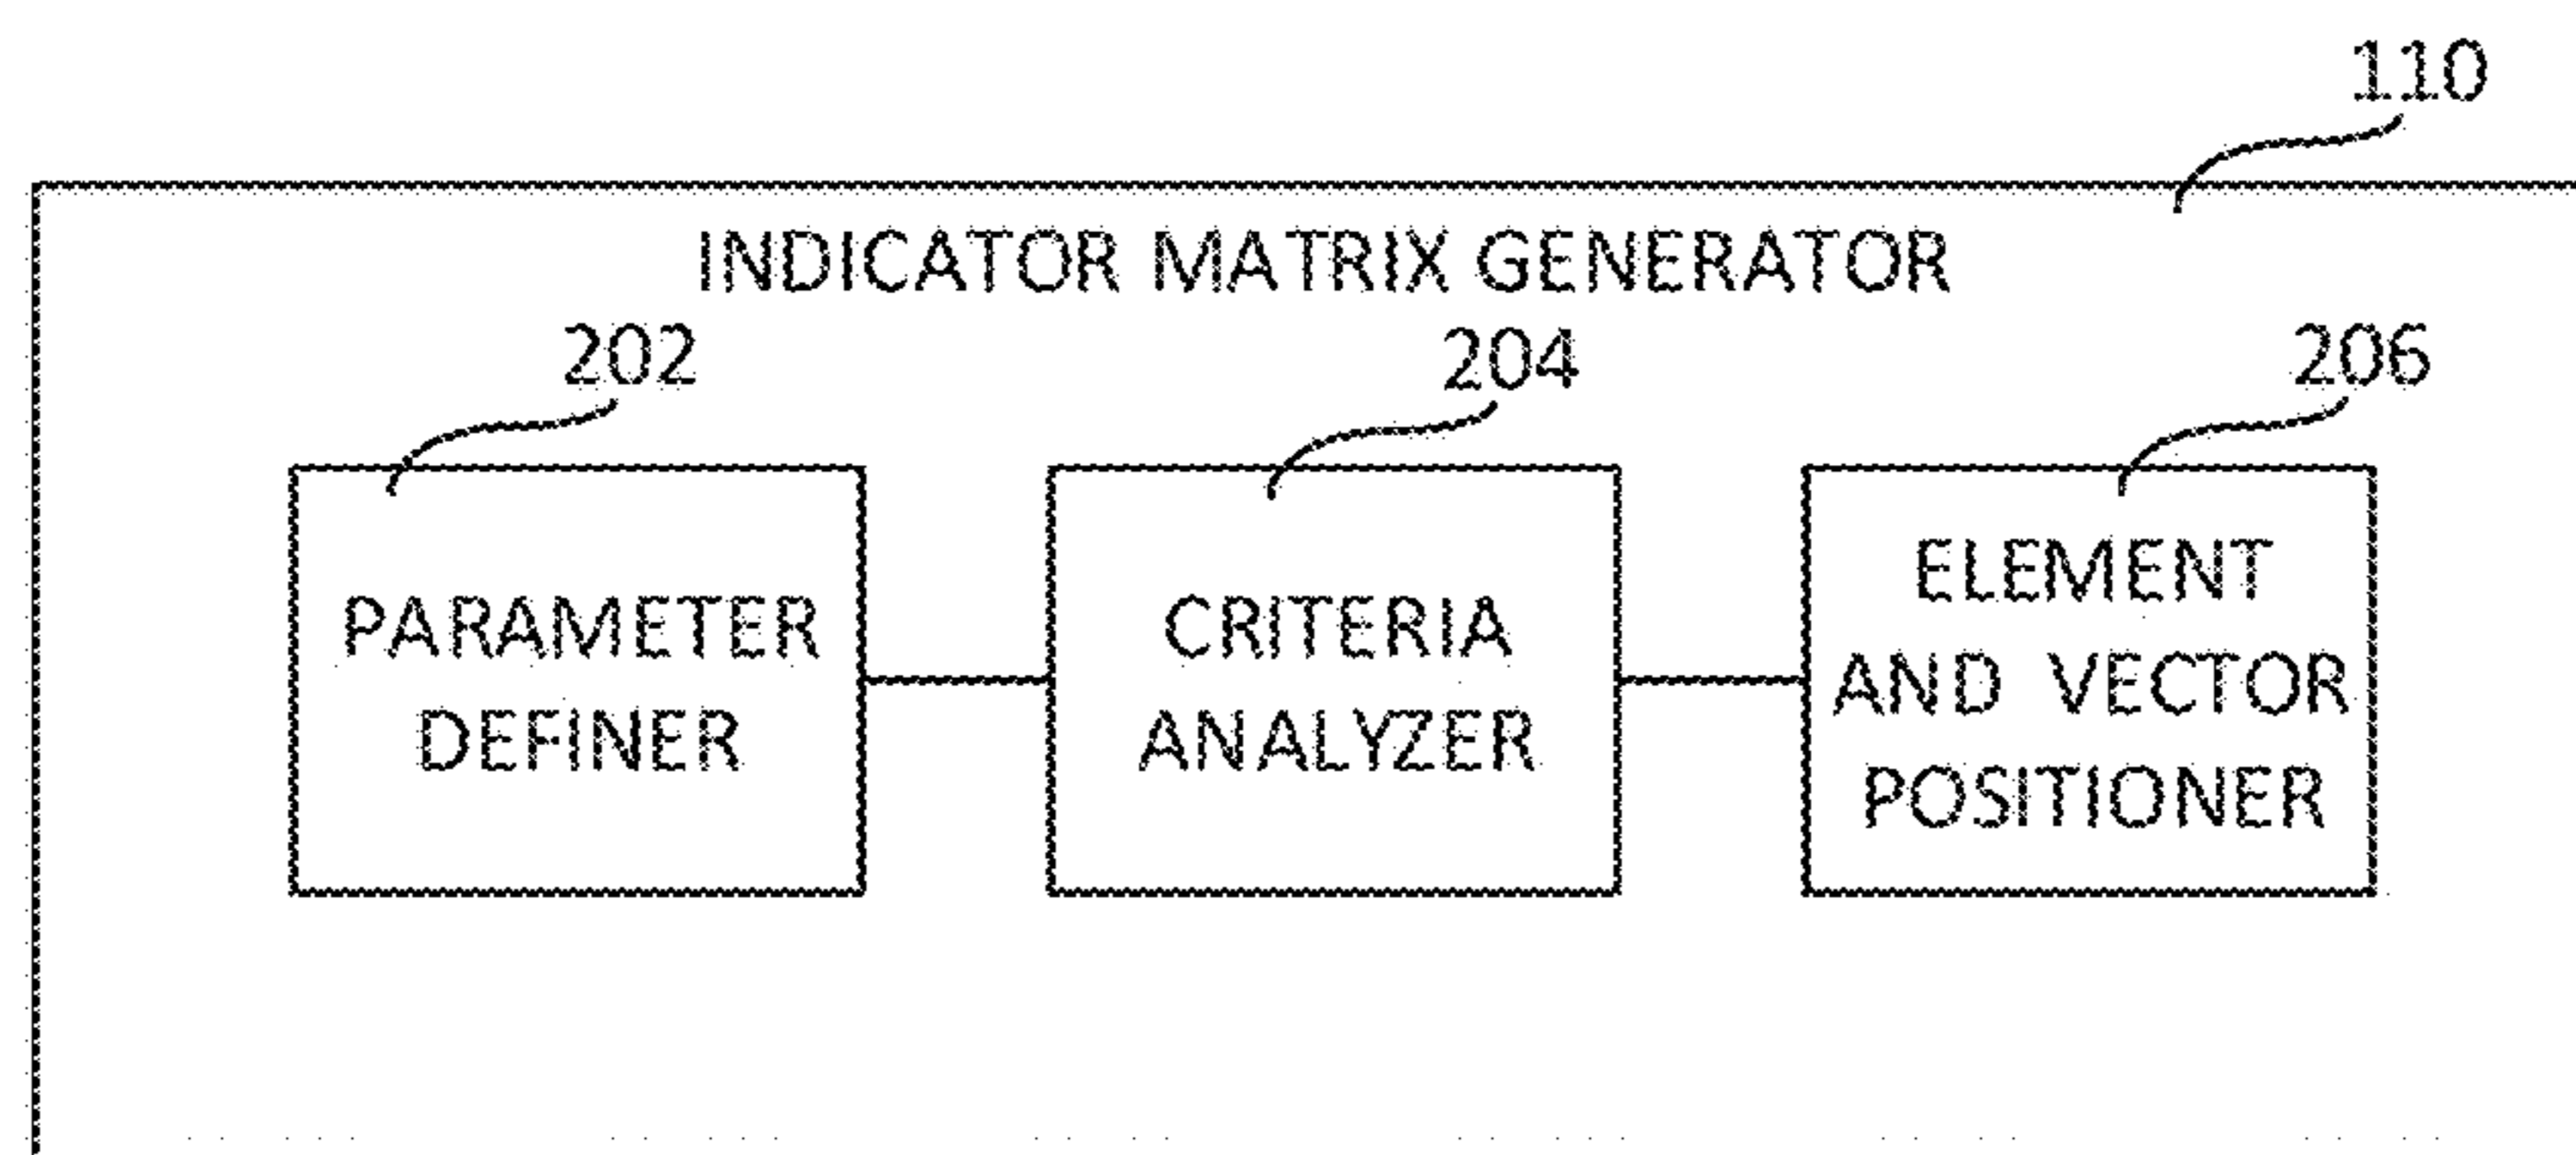 110
INDICATOR MATRIX GENERATOR
202
204
206
PARAMETER
DEFINER
CRITERIA
ANALYZER
ELEMENT
AND VECTOR
POSITIONER